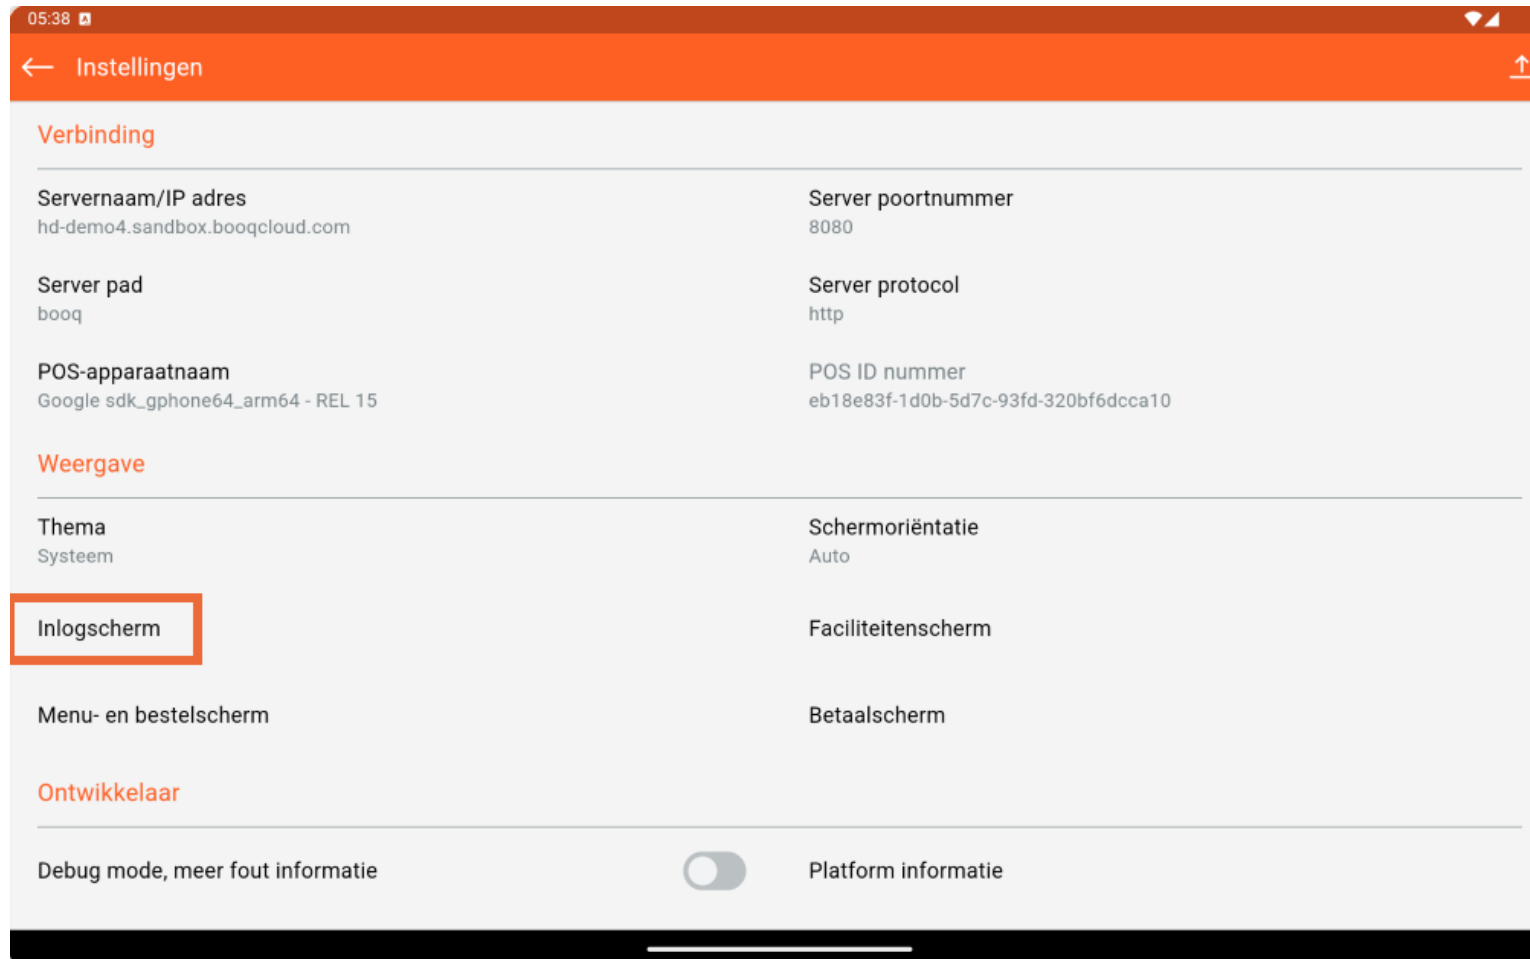 05:38
Instellingen
Verbinding
Servernaam/IP adres
hd-demo4.sandbox.booqcloud.com
Server poortnummer
8080
Server pad
booq
Server protocol
http
POS-apparaatnaam
Google sdk_gphone64_arm64 - REL 15
POS ID nummer
eb18e83f-1d0b-5d7c-93fd-320bf6dcca10
Weergave
Thema
Systeem
Schermoriëntatie
Auto
Inlogscherm
Faciliteitenscherm
Menu- en bestelscherm
Betaalscherm
Ontwikkelaar
Debug mode, meer fout informatie
Platform informatie